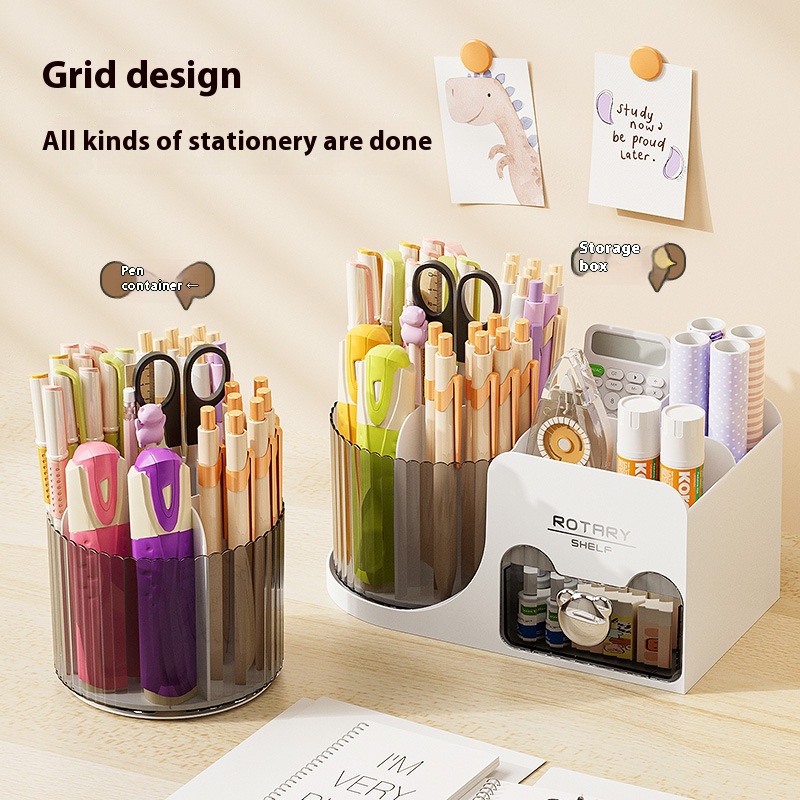 Grid design
All kinds of stationery are done
study
now,
be proud
later.
Storage
box
Pen
container ←
ROTARY
SHELF
I'M
VERY